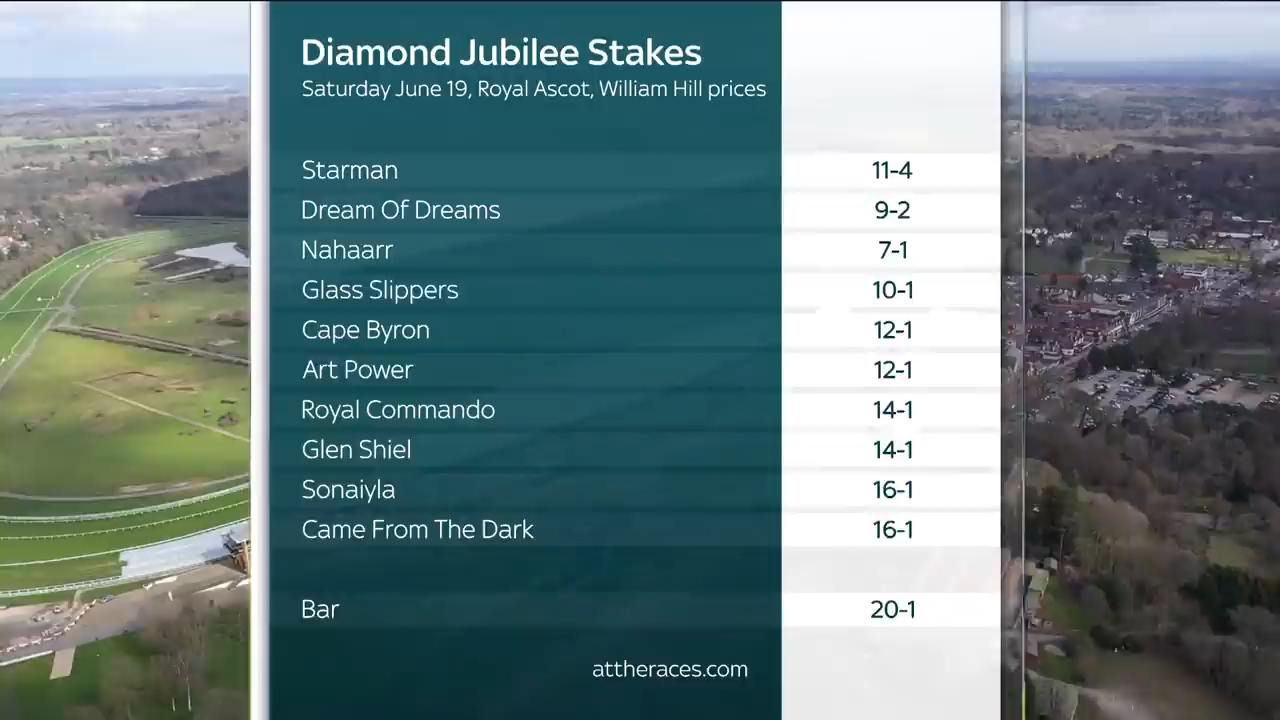 Diamond Jubilee Stakes
Saturday June 19, Royal Ascot, William Hill prices
Starman 11-4
Dream Of Dreams 9-2
Nahaarr 7-1
Glass Slippers 10-1
Cape Byron 12-1
Art Power 12-1
Royal Commando 14-1
Glen Shiel 14-1
Sonaiyla 16-1
Came From The Dark 16-1
Bar 20-1
attheraces.com